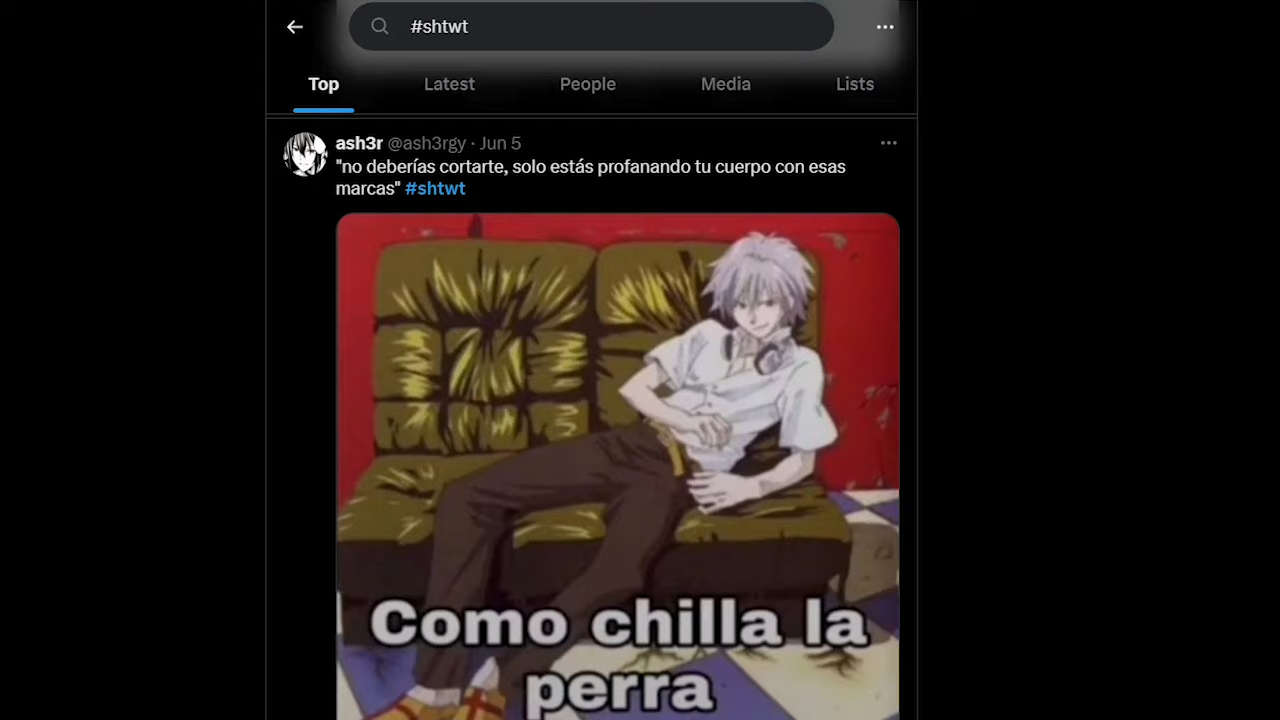 #shtwt
Top Latest People Media Lists
ash3r @ash3rgy · Jun 5
"no deberías cortarte, solo estás profanando tu cuerpo con esas
marcas" #shtwt
Como chilla la
perra